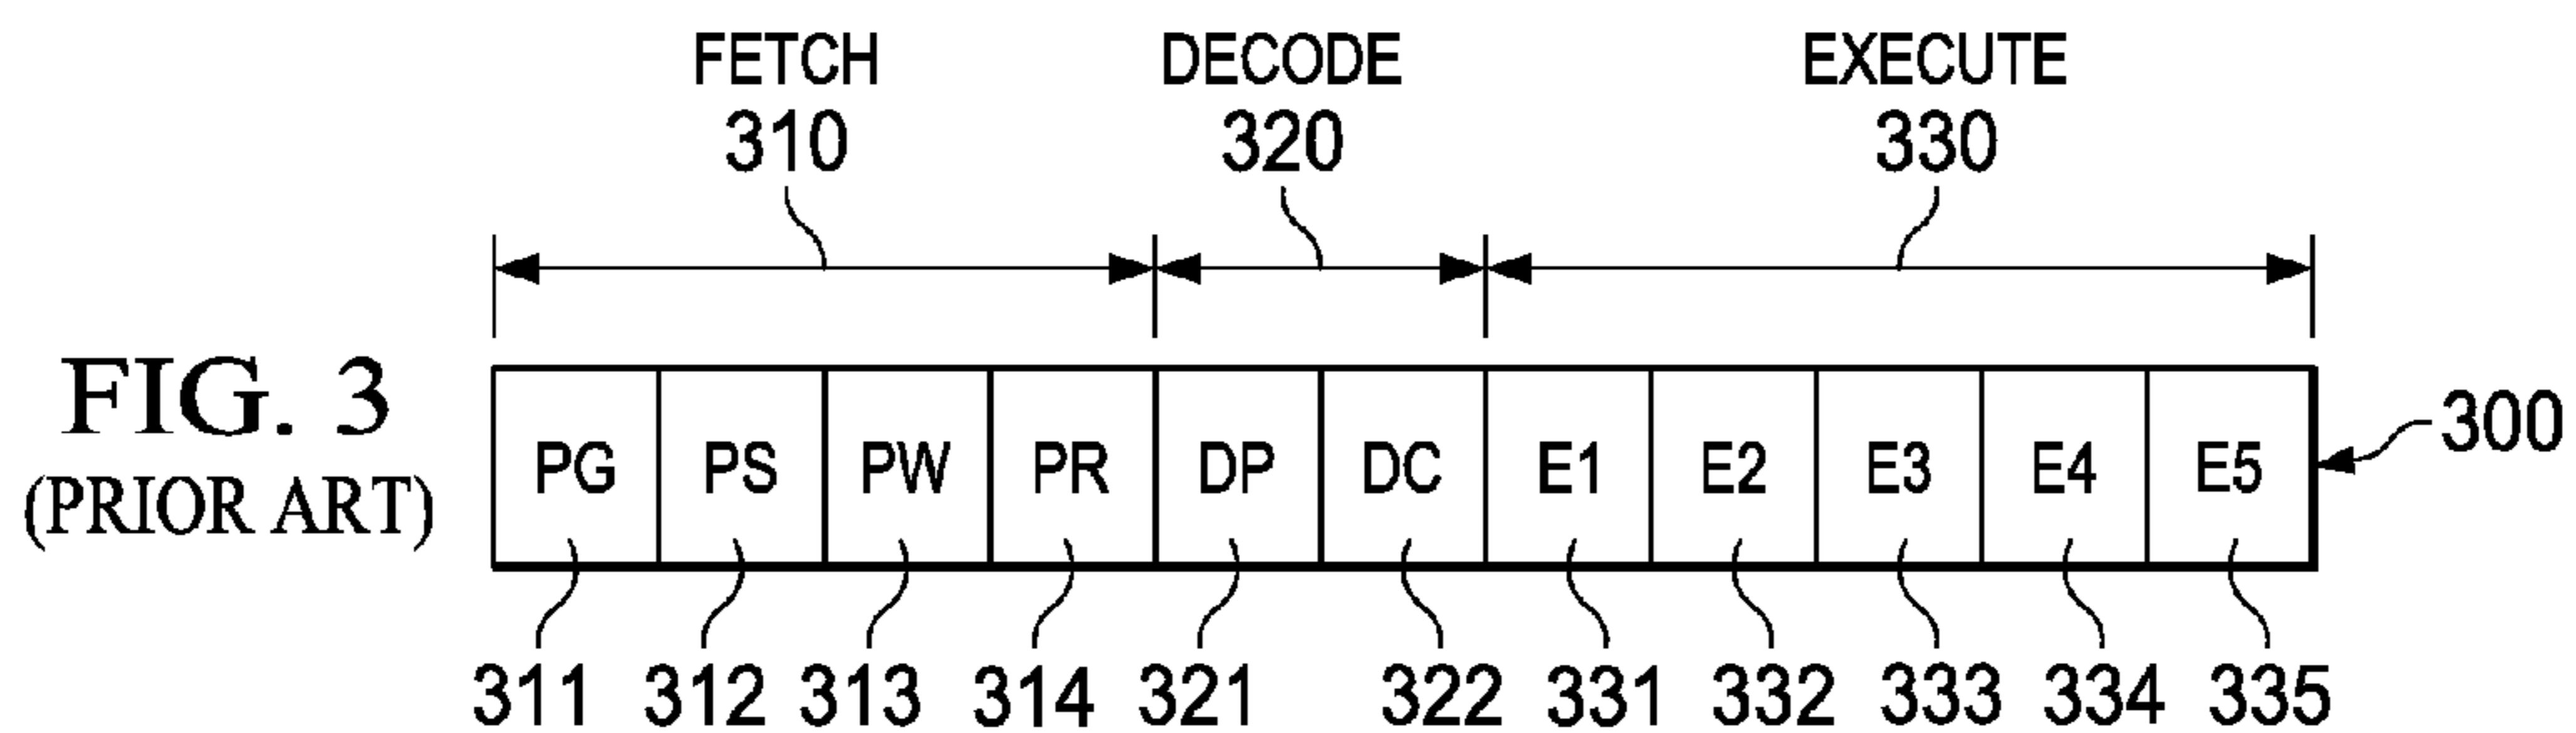 FETCH DECODE EXECUTE
310 320 330
FIG. 3
(PRIOR ART)
PG PS PW PR DP DC E1 E2 E3 E4 E5
300
311 312 313 314 321 322 331 332 333 334 335